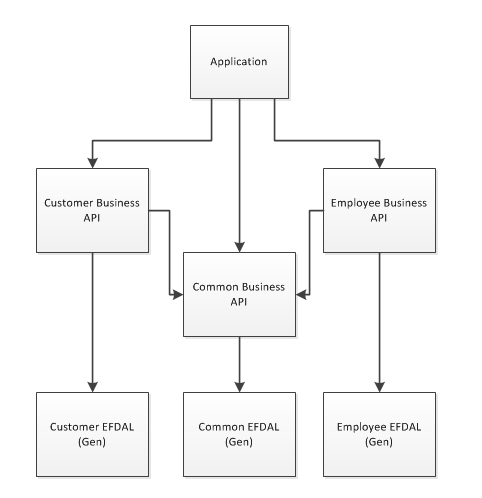 Application
Customer Business
API
Employee Business
API
Common Business
API
Customer EFDAL
(Gen)
Common EFDAL
(Gen)
Employee EFDAL
(Gen)